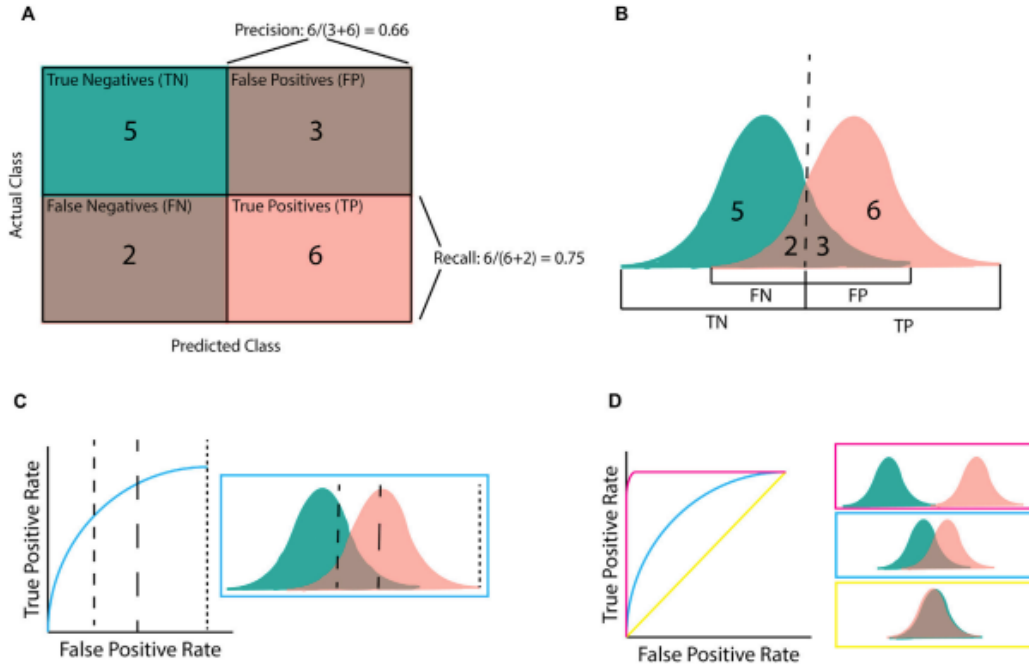 A
Precision: 6/(3+6) = 0.66
True Negatives (TN)
False Positives (FP)
5
3
Actual Class
False Negatives (FN)
True Positives (TP)
2
6
Recall: 6/(6+2) = 0.75
Predicted Class
B
5
6
2
3
FN
FP
TN
TP
C
True Positive Rate
False Positive Rate
D
True Positive Rate
False Positive Rate